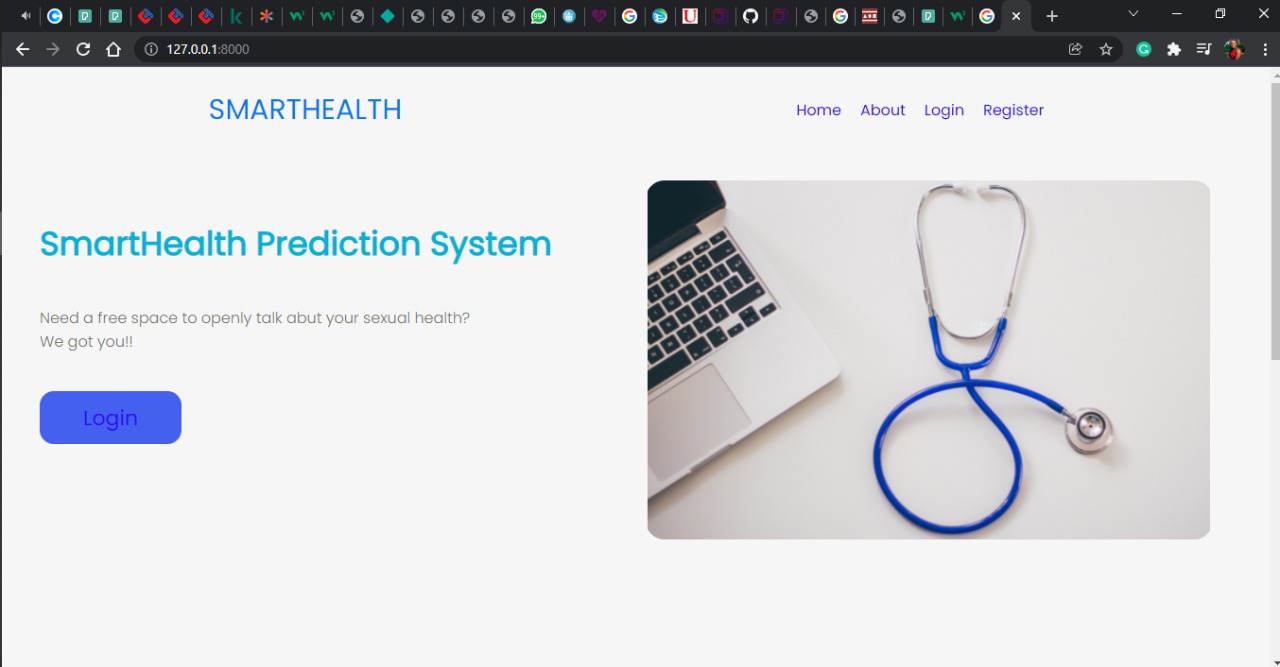 99+
127.0.0.1:8000
SMARTHEALTH
Home About Login Register
SmartHealth Prediction System
Need a free space to openly talk abut your sexual health?
We got you!!
Login